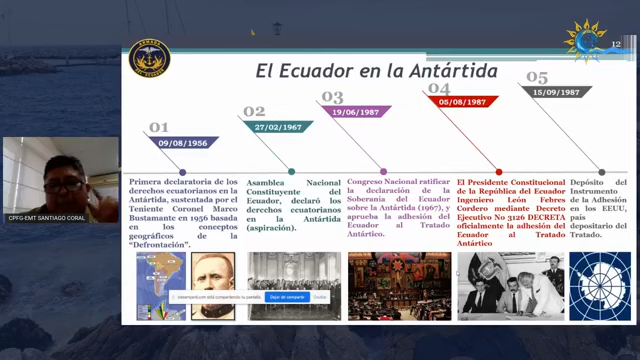 12
El Ecuador en la Antártida
01
09/08/1956
02
27/02/1967
03
19/06/1987
04
05/08/1987
05
15/09/1987
Primera declaratoria de los
derechos ecuatorianos en la
Antártida, sustentada por el
Teniente Coronel Marco
Bustamante en 1956 basada
en los conceptos
geográficos de la
"Defrontación".
Asamblea Nacional
Constituyente del
Ecuador, declaró los
derechos ecuatorianos
en la Antártida
(aspiración).
Congreso Nacional ratificar
la declaración de la
Soberania del Ecuador
sobre la Antártida (1967), y
aprueba la adhesión del
Ecuador al Tratado
Antártico.
El Presidente Constitucional
de la República del Ecuador
Ingeniero León Febres
Cordero mediante Decreto
Ejecutivo No 3126 DECRETA
oficialmente la adhesión del
Ecuador al Tratado
Antártico
Depósito del
Instrumento
de la Adhesión
en los EEUU,
país
depositario del
Tratado.
CPFG-EMT SANTIAGO CORAL
está compartiendo tu pantalla.
Dejar de compartir
Ocultar